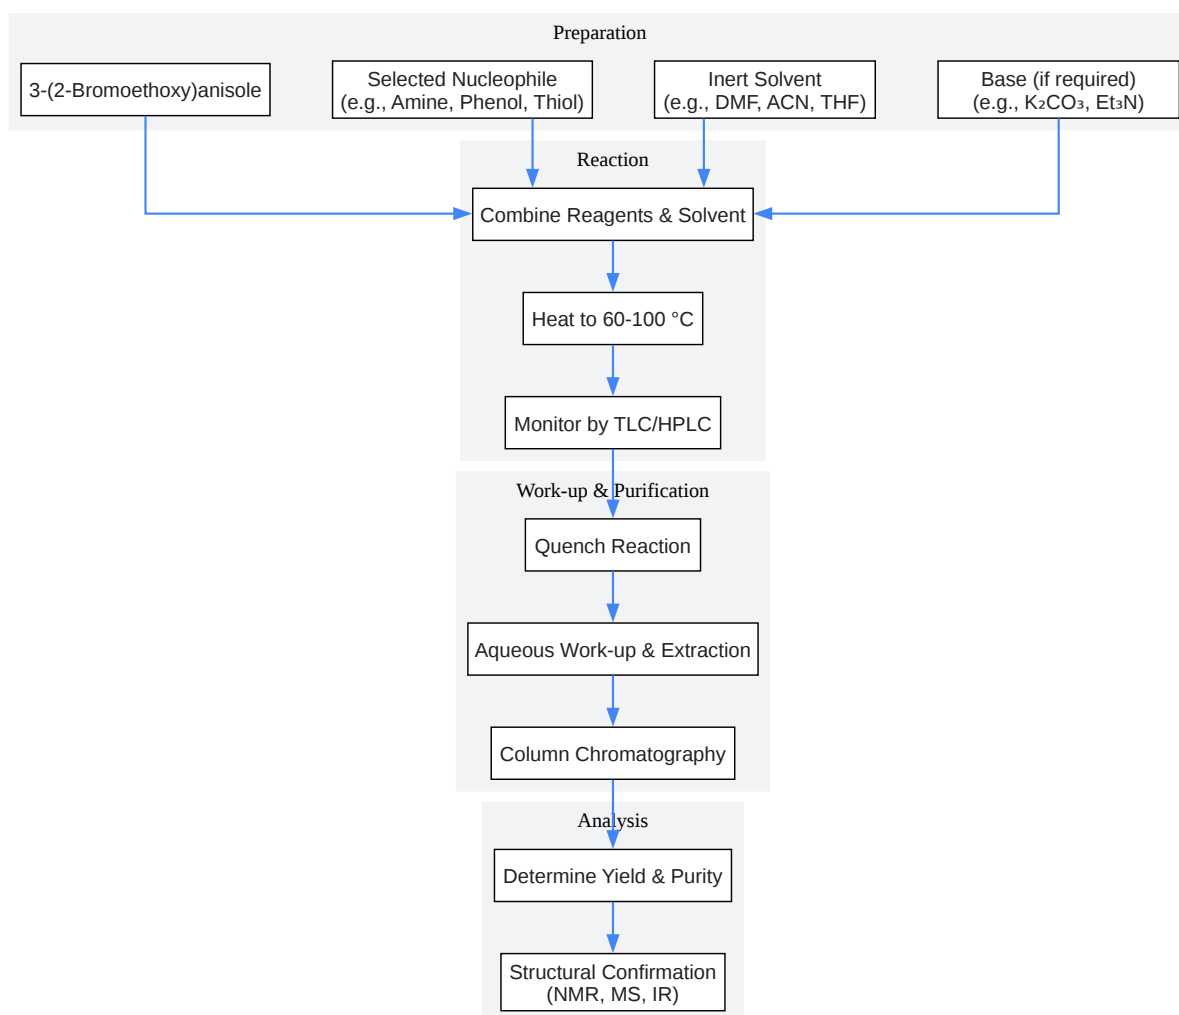 Preparation
3-(2-Bromoethoxy)anisole
Selected Nucleophile
(e.g., Amine, Phenol, Thiol)
Inert Solvent
(e.g., DMF, ACN, THF)
Base (if required)
(e.g., K₂CO₃, Et₃N)
Reaction
Combine Reagents & Solvent
Heat to 60-100 °C
Monitor by TLC/HPLC
Work-up & Purification
Quench Reaction
Aqueous Work-up & Extraction
Column Chromatography
Analysis
Determine Yield & Purity
Structural Confirmation
(NMR, MS, IR)